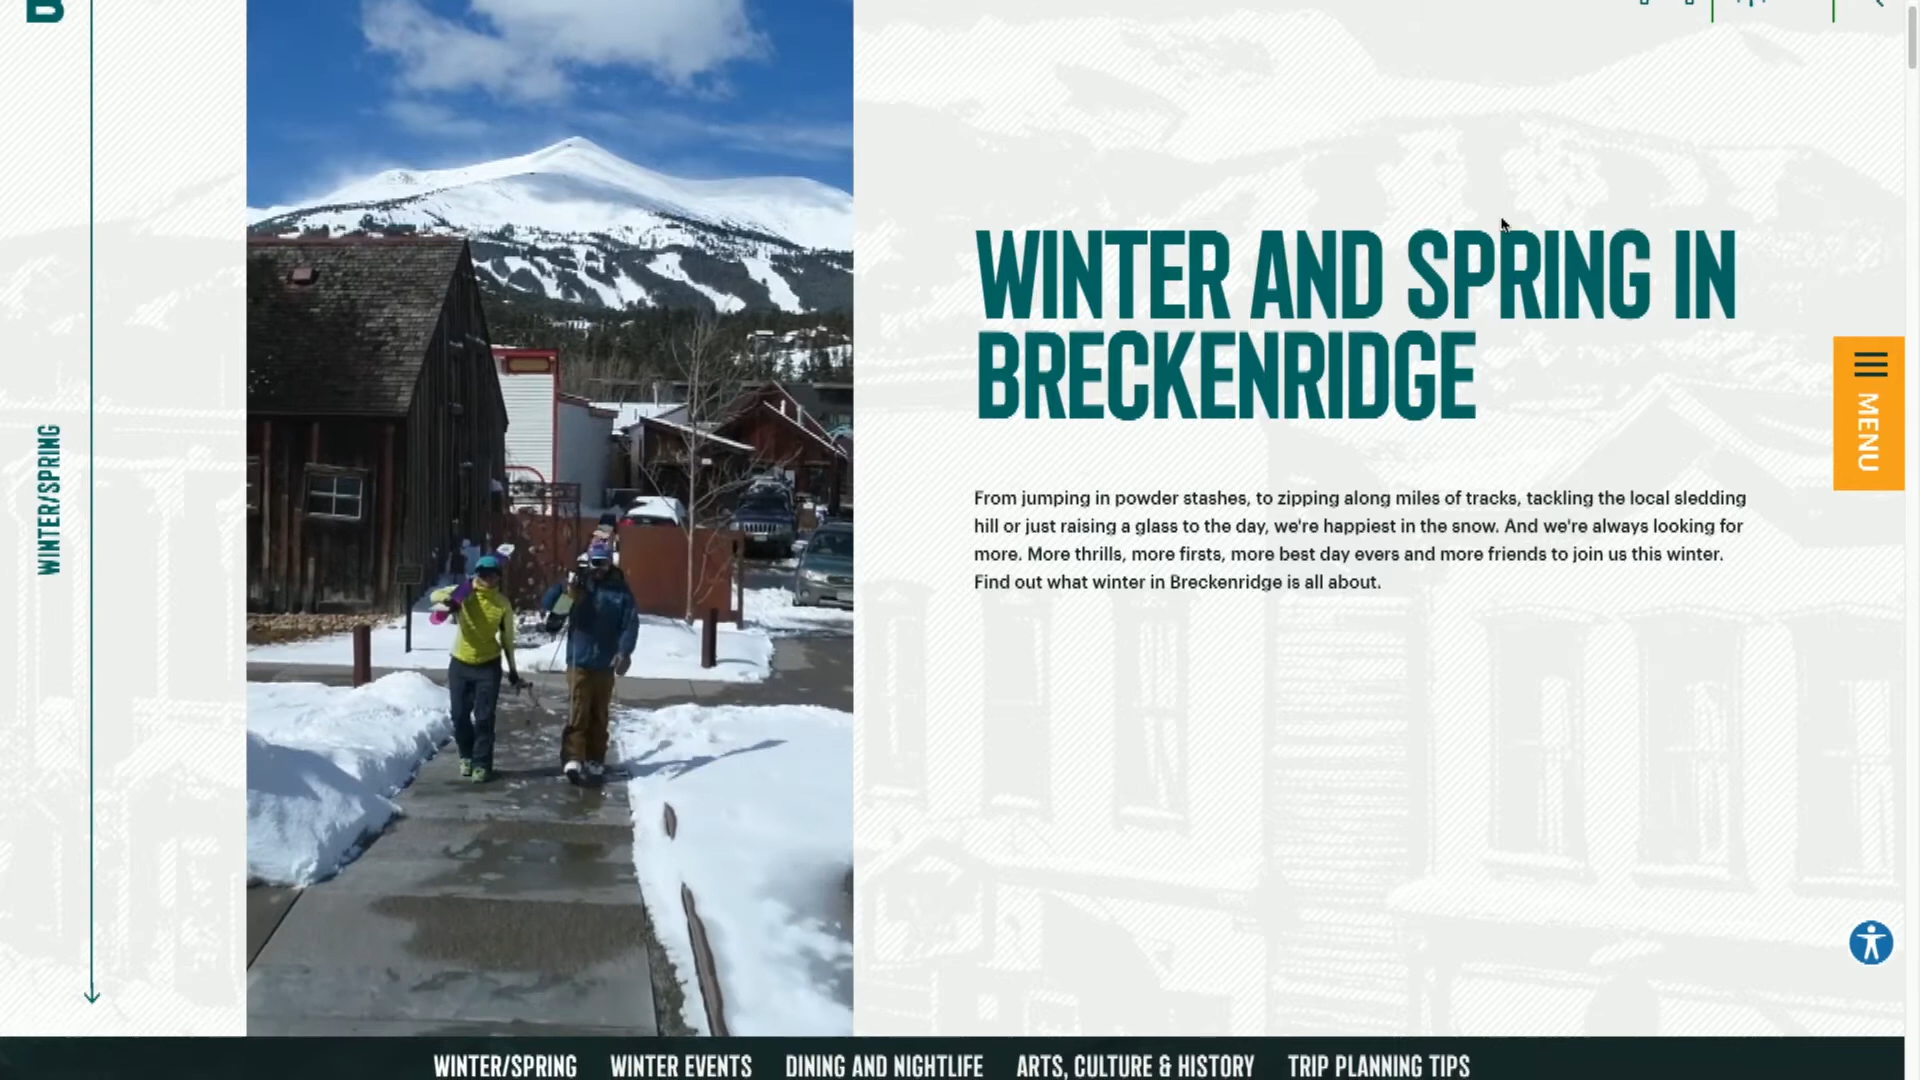 B
WINTER/SPRING
WINTER AND SPRING IN
BRECKENRIDGE
From jumping in powder stashes, to zipping along miles of tracks, tackling the local sledding
hill or just raising a glass to the day, we're happiest in the snow. And we're always looking for
more. More thrills, more firsts, more best day evers and more friends to join us this winter.
Find out what winter in Breckenridge is all about.
MENU
WINTER/SPRING WINTER EVENTS DINING AND NIGHTLIFE ARTS, CULTURE & HISTORY TRIP PLANNING TIPS